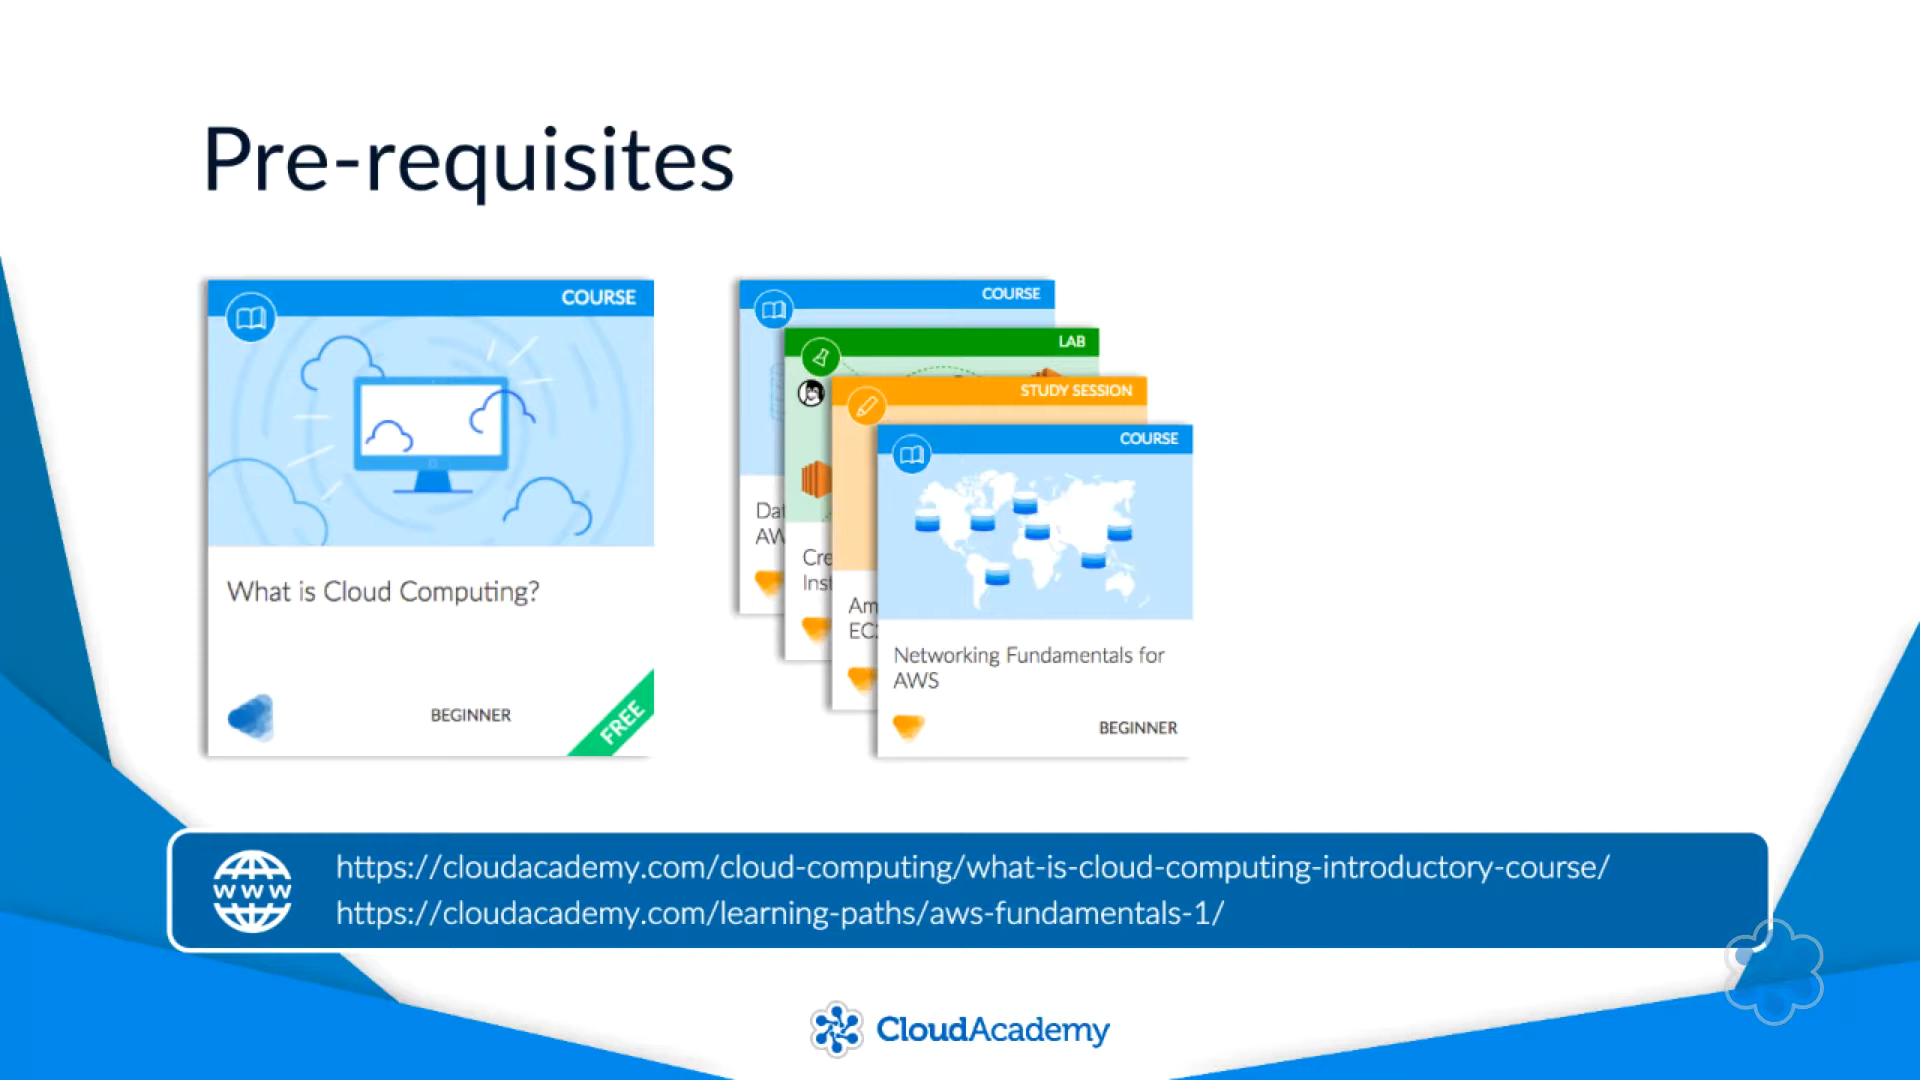 Pre-requisites
COURSE
What is Cloud Computing?
BEGINNER
FREE
COURSE
LAB
STUDY SESSION
COURSE
Networking Fundamentals for
AWS
BEGINNER
WWW
https://cloudacademy.com/cloud-computing/what-is-cloud-computing-introductory-course/
https://cloudacademy.com/learning-paths/aws-fundamentals-1/
CloudAcademy